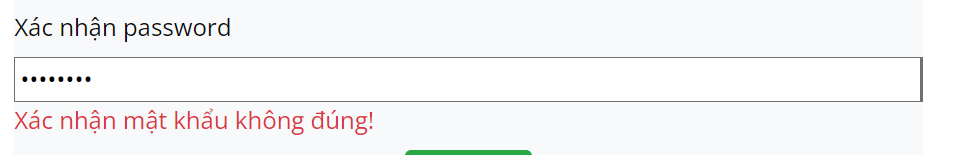 Xác nhận password
••••••••
Xác nhận mật khẩu không đúng!